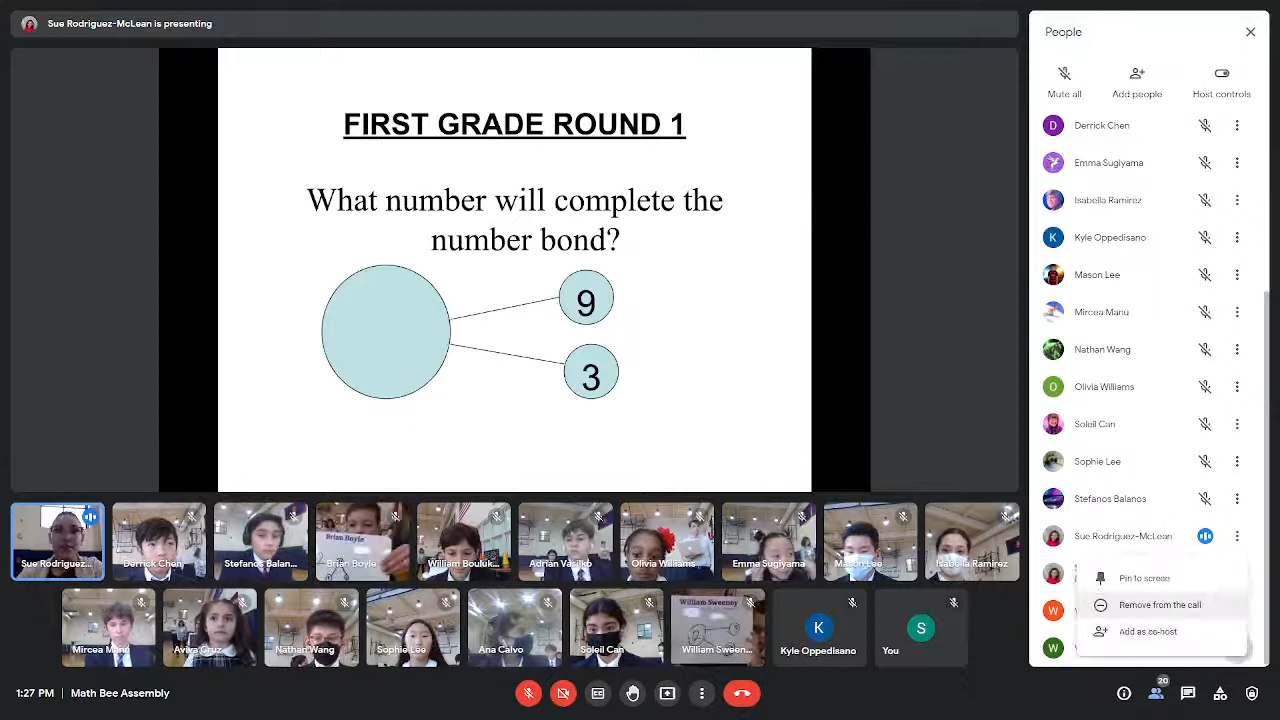 Sue Rodriguez-McLean is presenting
FIRST GRADE ROUND 1
What number will complete the
number bond?
9
3
Sue Rodriguez...
Derrick Chen
Stefanos Balan...
Brian Boyle
Brian Boyle
William Bouluk...
Adrian Vasilko
Olivia Williams
Emma Sugiyama
Mason Lee
Isabella Ramirez
Mircea Manu
Aviva Cruz
Nathan Wang
Sophie Lee
Ana Calvo
Soleil Can
William Sweeney
William Sween...
K
Kyle Oppedisano
S
You
1:27 PM | Math Bee Assembly
20
People
Mute all
Add people
Host controls
D
Derrick Chen
Emma Sugiyama
Isabella Ramirez
K
Kyle Oppedisano
Mason Lee
Mircea Manu
Nathan Wang
O
Olivia Williams
Soleil Can
Sophie Lee
Stefanos Balanos
Sue Rodriguez-McLean
Pin to screen
Remove from the call
Add as co-host
W
W